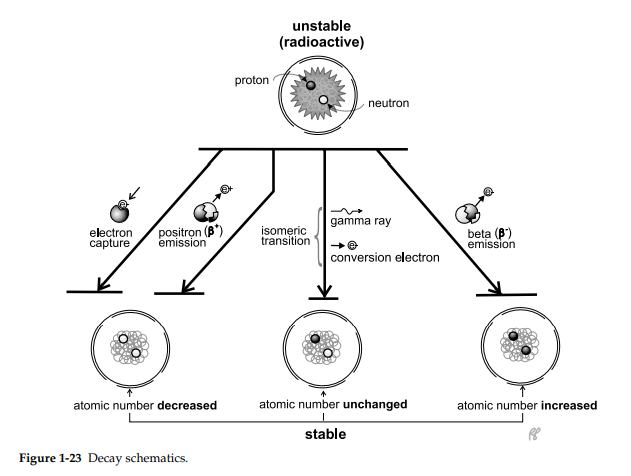 unstable
(radioactive)
proton
neutron
electron
capture
positron (β+)
emission
isomeric
transition
gamma ray
conversion electron
beta (β-)
emission
atomic number decreased
atomic number unchanged
atomic number increased
stable
Figure 1-23 Decay schematics.